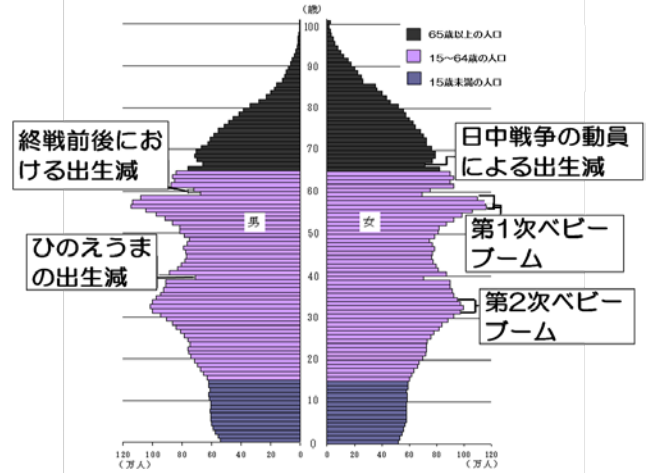 (歳)
100
65歳以上の人口
15～64歳の人口
15歳未満の人口
90
80
終戦前後にお
ける出生減
日中戦争の動員
による出生減
70
60
男
女
第1次ベビー
ブーム
50
ひのえうま
の出生減
40
第2次ベビー
ブーム
30
20
10
0
120 100 80 60 40 20 0
0 20 40 60 80 100 120
(万人)
(万人)